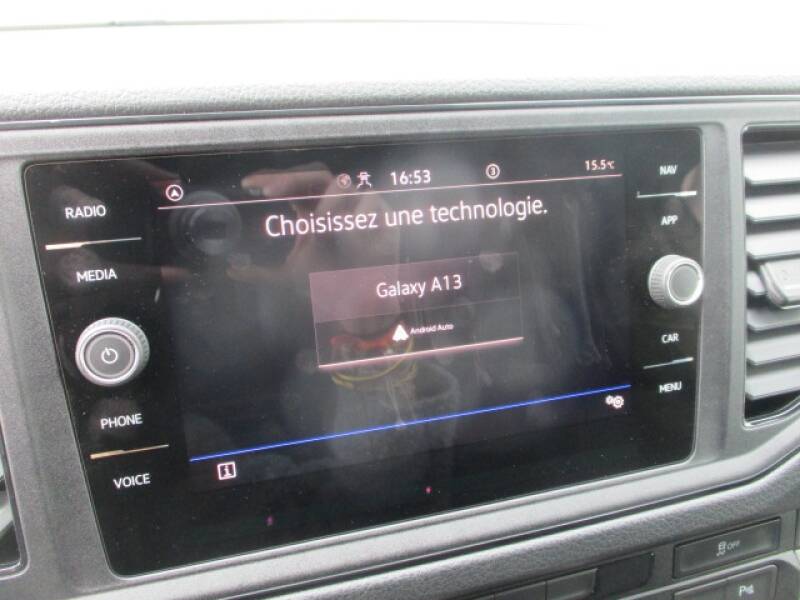 16:53
3
15.5°C
Choisissez une technologie.
Galaxy A13
Android Auto
RADIO
MEDIA
PHONE
VOICE
NAV
APP
CAR
MENU
i
OFF
P